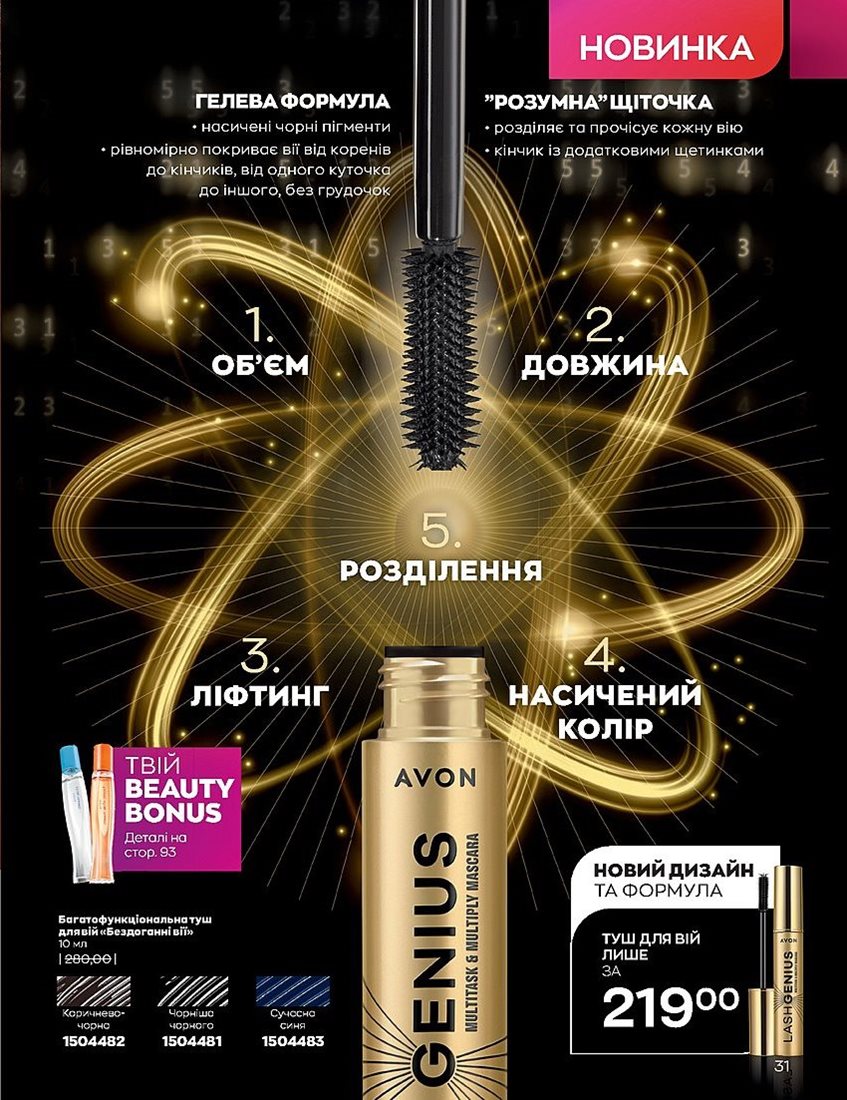 НОВИНКА
ГЕЛЕВА ФОРМУЛА
• насичені чорні пігменти
• рівномірно покриває вії від коренів
до кінчиків, від одного куточка
до іншого, без грудочок
"РОЗУМНА" ЩІТОЧКА
• розділяє та прочісує кожну вію
• кінчик із додатковими щетинками
1.
ОБ'ЄМ
2.
ДОВЖИНА
5.
РОЗДІЛЕННЯ
3.
ЛІФТИНГ
4.
НАСИЧЕНИЙ
КОЛІР
AVON
GENIUS
MULTITASK & MULTIPLY MASCARA
ТВІЙ
BEAUTY
BONUS
Деталі на
стор. 93
Багатофункціональна туш
для вій «Бездоганні вії»
10 мл
| 280,00 |
Коричнево-
чорна
1504482
Чорніша
чорного
1504481
Сучасна
синя
1504483
НОВИЙ ДИЗАЙН
ТА ФОРМУЛА
ТУШ ДЛЯ ВІЙ
ЛИШЕ
ЗА
219⁰⁰
AVON
LASH GENIUS
31